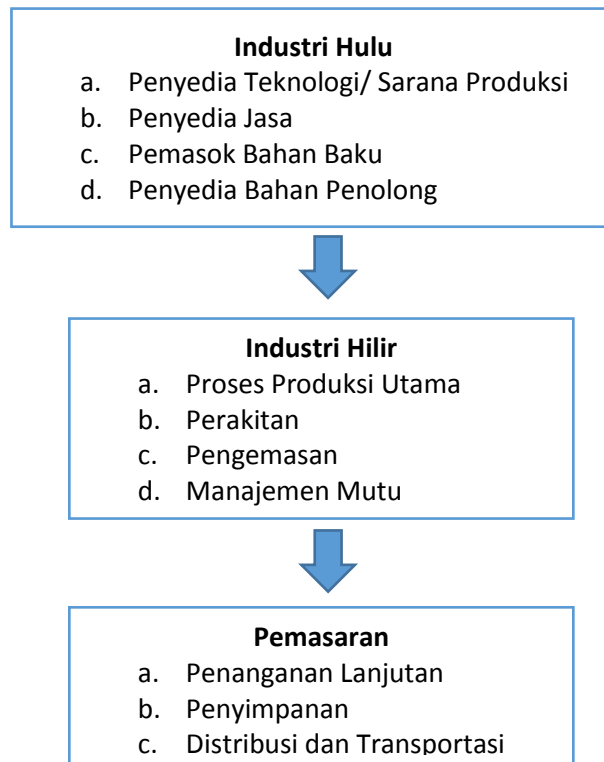 Industri Hulu
a. Penyedia Teknologi/ Sarana Produksi
b. Penyedia Jasa
c. Pemasok Bahan Baku
d. Penyedia Bahan Penolong
Industri Hilir
a. Proses Produksi Utama
b. Perakitan
c. Pengemasan
d. Manajemen Mutu
Pemasaran
a. Penanganan Lanjutan
b. Penyimpanan
c. Distribusi dan Transportasi